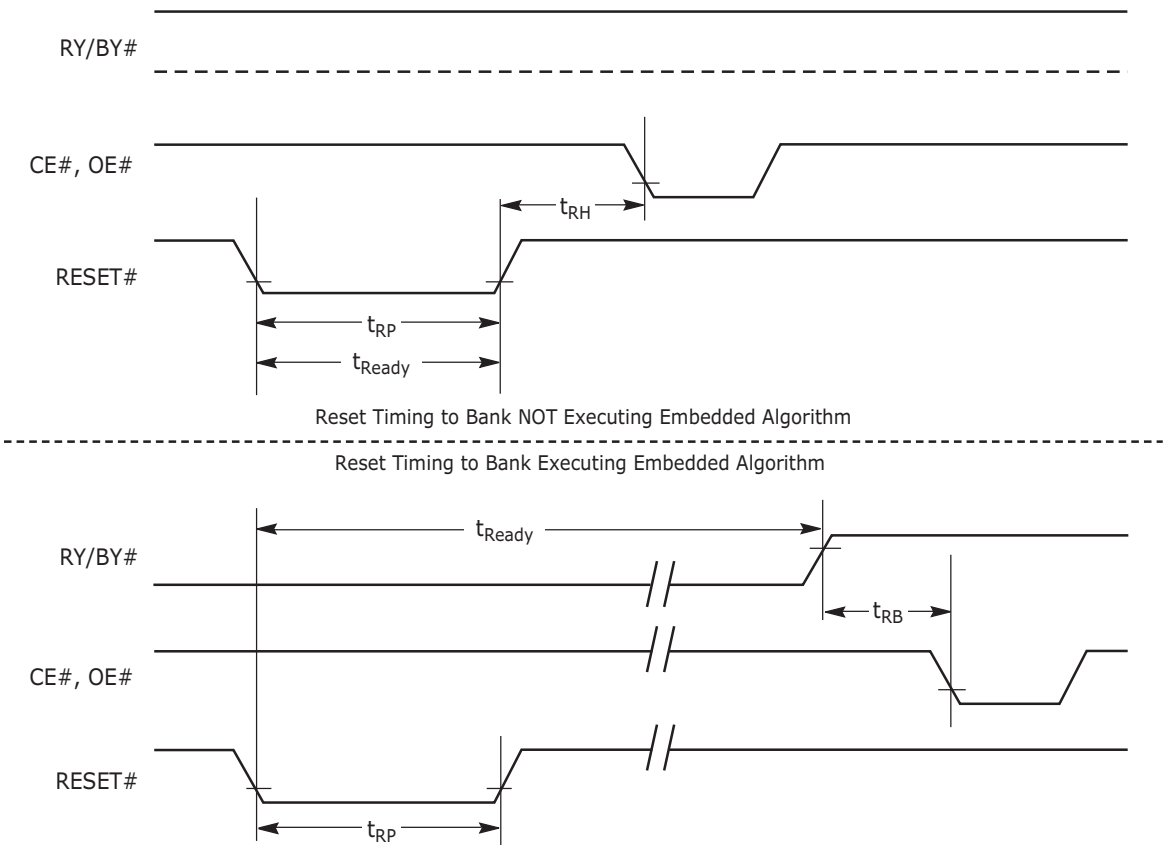 RY/BY#
CE#, OE#
tRH
RESET#
tRP
tReady
Reset Timing to Bank NOT Executing Embedded Algorithm
Reset Timing to Bank Executing Embedded Algorithm
tReady
RY/BY#
tRB
CE#, OE#
RESET#
tRP